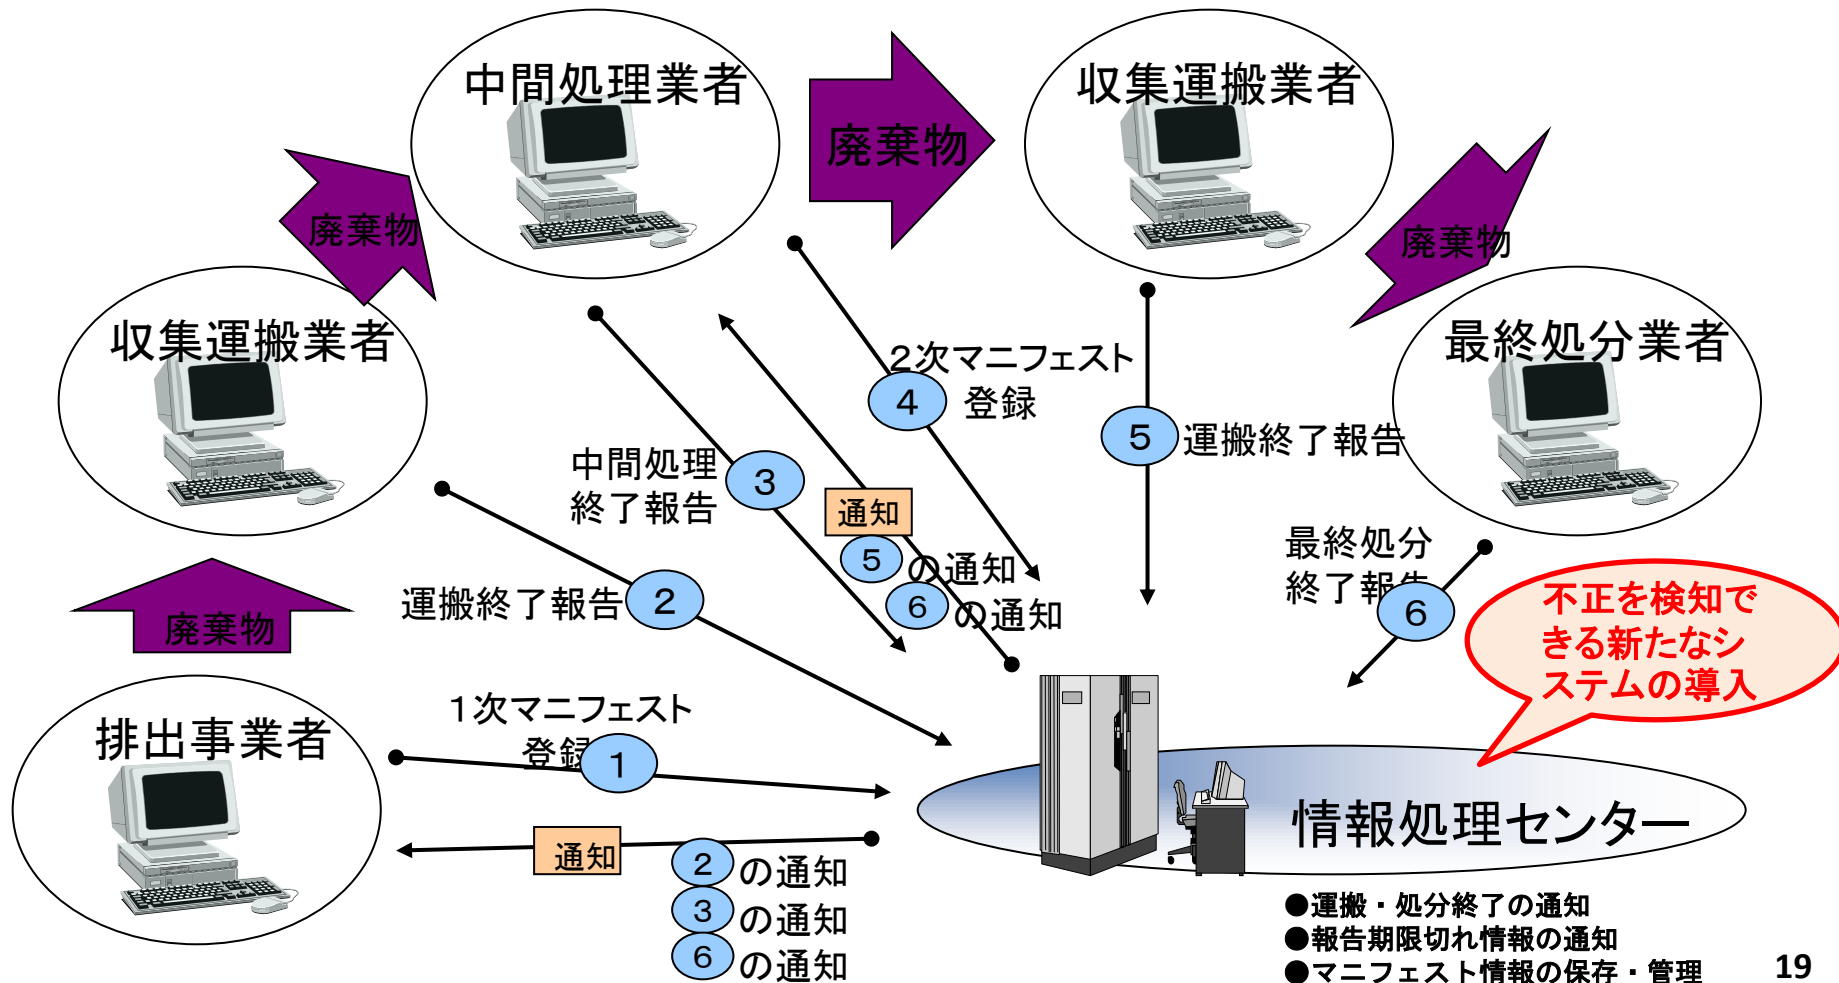 中間処理業者
廃棄物
収集運搬業者
廃棄物
廃棄物
収集運搬業者
最終処分業者
2次マニフェスト
登録
4
5
運搬終了報告
中間処理
終了報告
3
通知
5の通知
6の通知
最終処分
終了報告
6
不正を検知で
きる新たなシ
ステムの導入
運搬終了報告
2
廃棄物
排出事業者
1次マニフェスト
登録
1
通知
2の通知
3の通知
6の通知
情報処理センター
●運搬・処分終了の通知
●報告期限切れ情報の通知
●マニフェスト情報の保存・管理
19